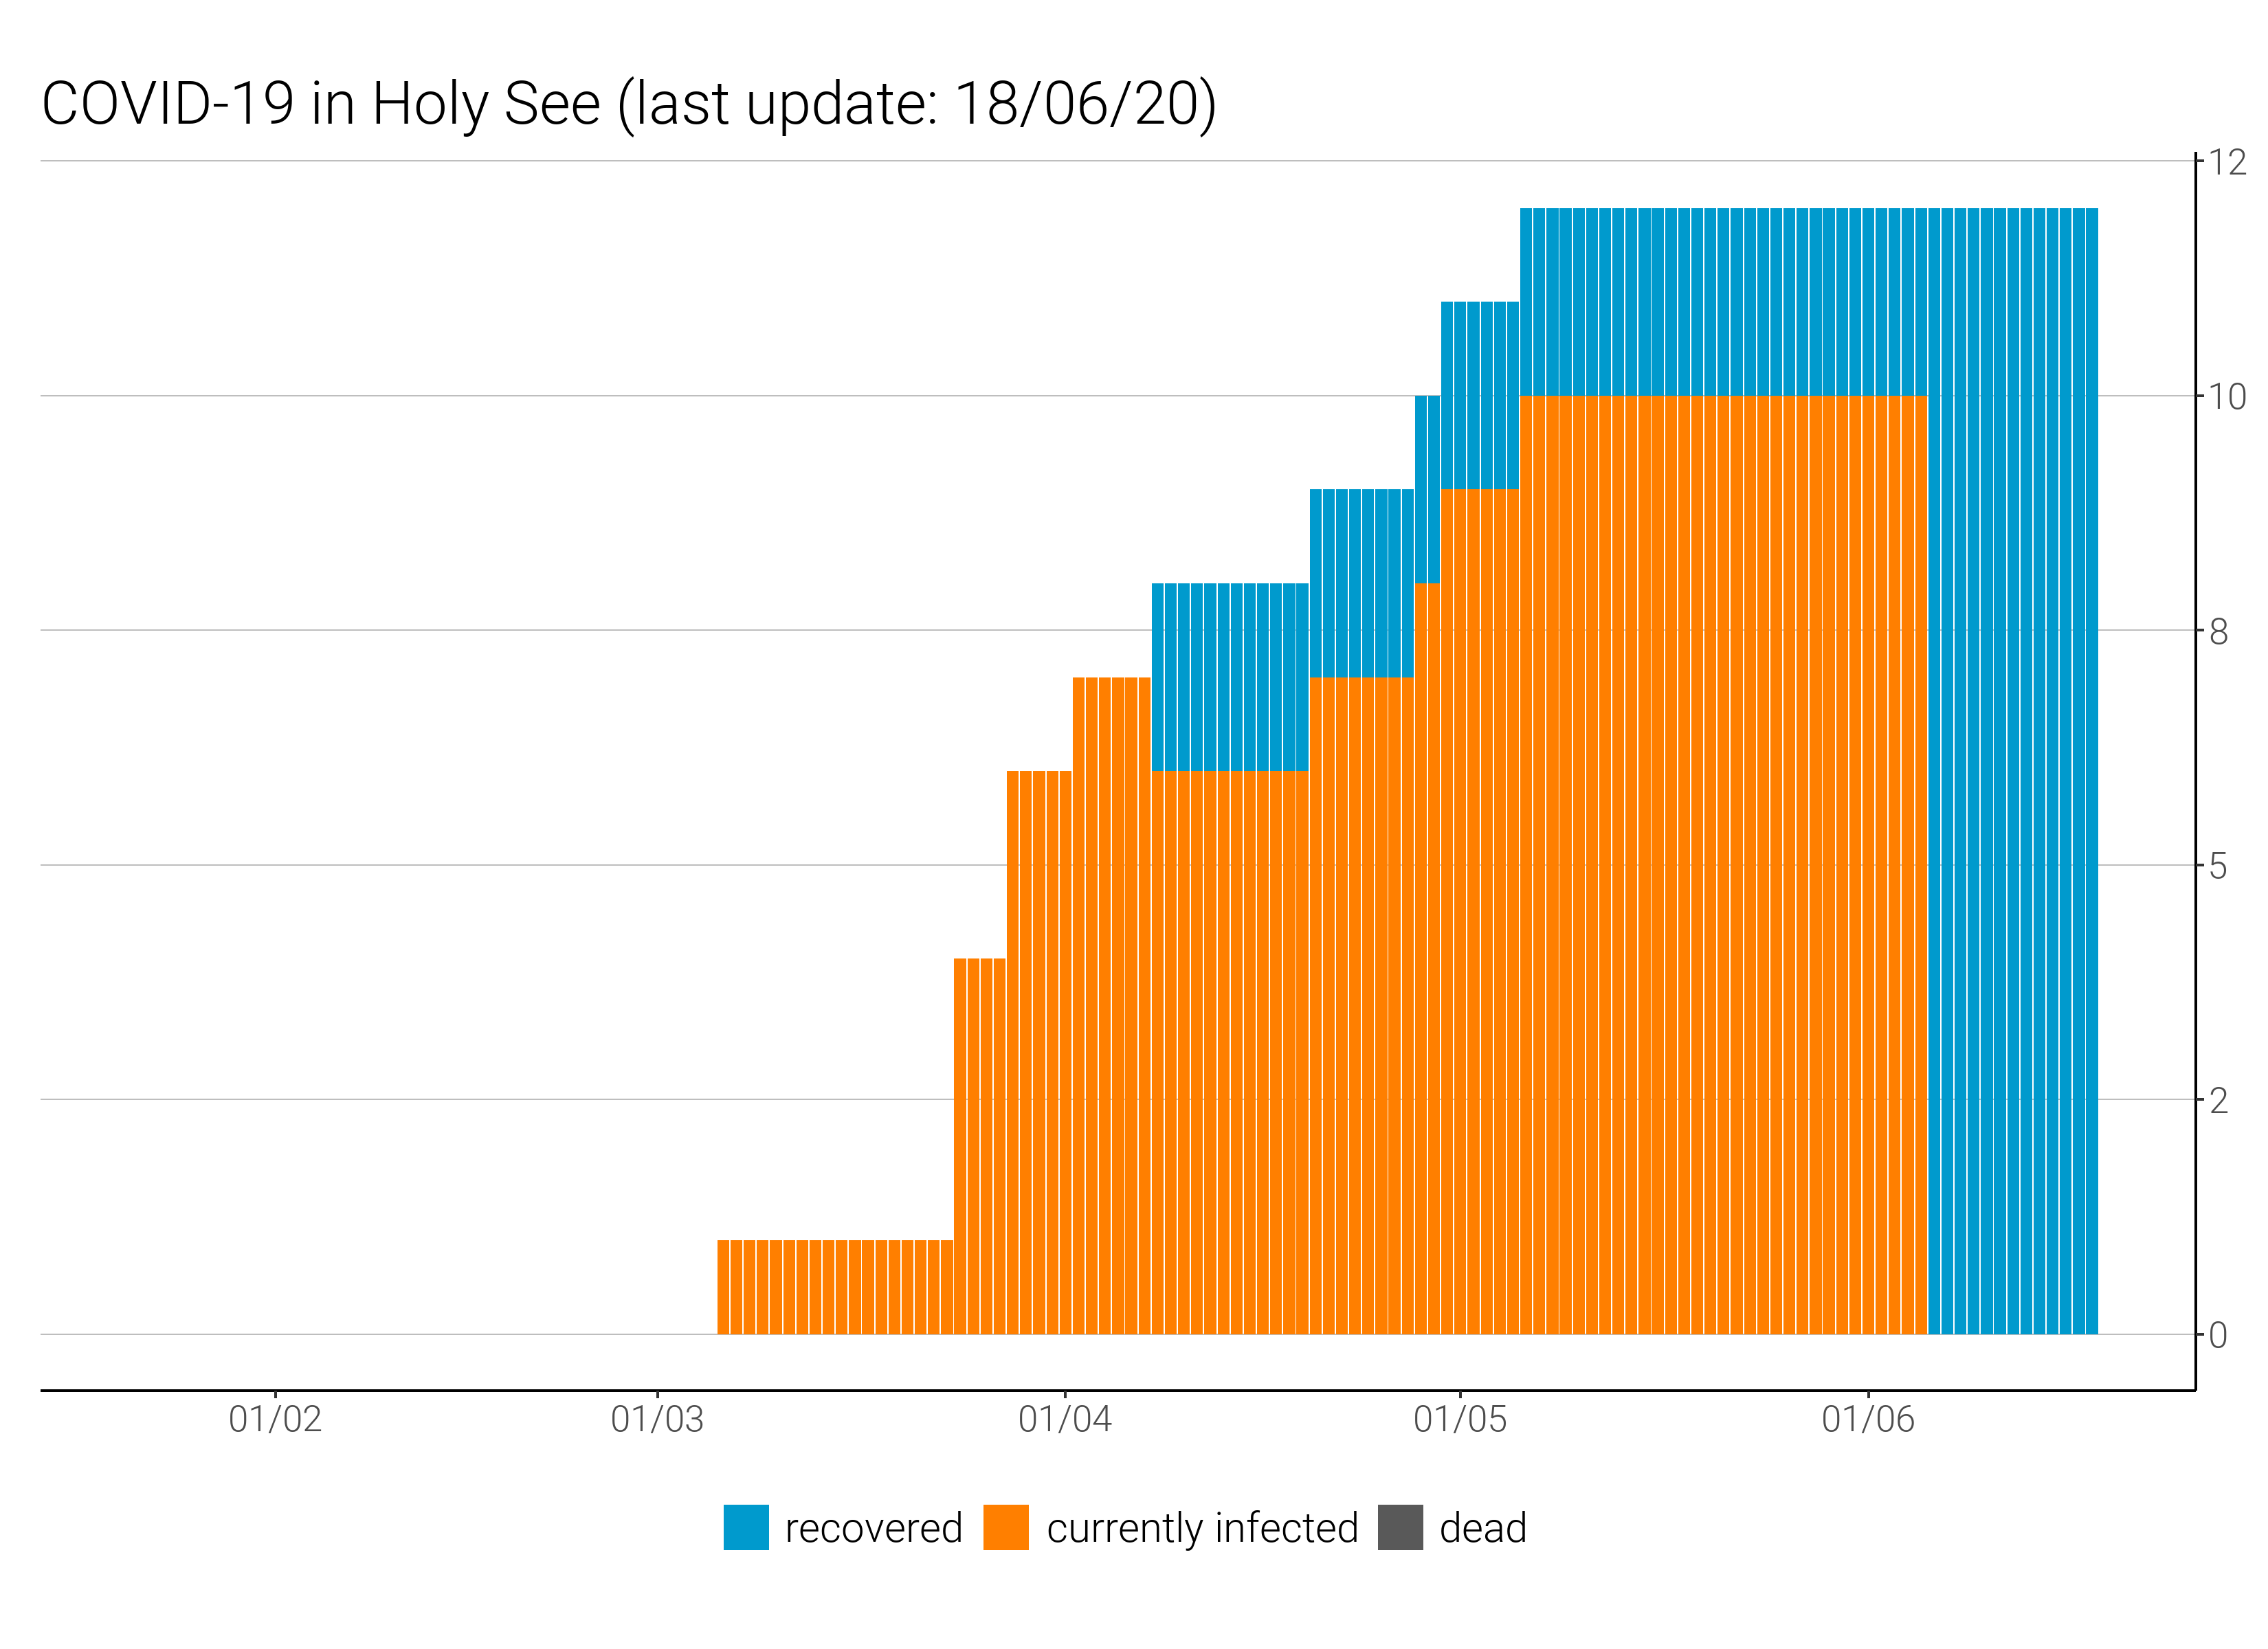 COVID-19 in Holy See (last update: 18/06/20)
12
10
8
5
2
0
01/02 01/03 01/04 01/05 01/06
recovered currently infected dead